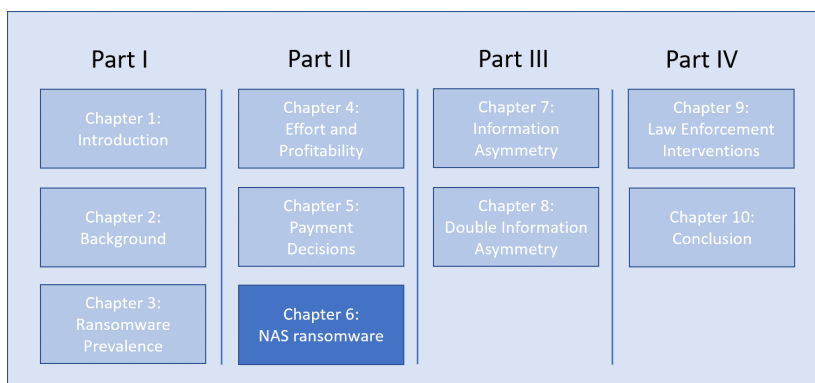 Part I
Chapter 1:
Introduction
Chapter 2:
Background
Chapter 3:
Ransomware
Prevalence
Part II
Chapter 4:
Effort and
Profitability
Chapter 5:
Payment
Decisions
Chapter 6:
NAS ransomware
Part III
Chapter 7:
Information
Asymmetry
Chapter 8:
Double Information
Asymmetry
Part IV
Chapter 9:
Law Enforcement
Interventions
Chapter 10:
Conclusion